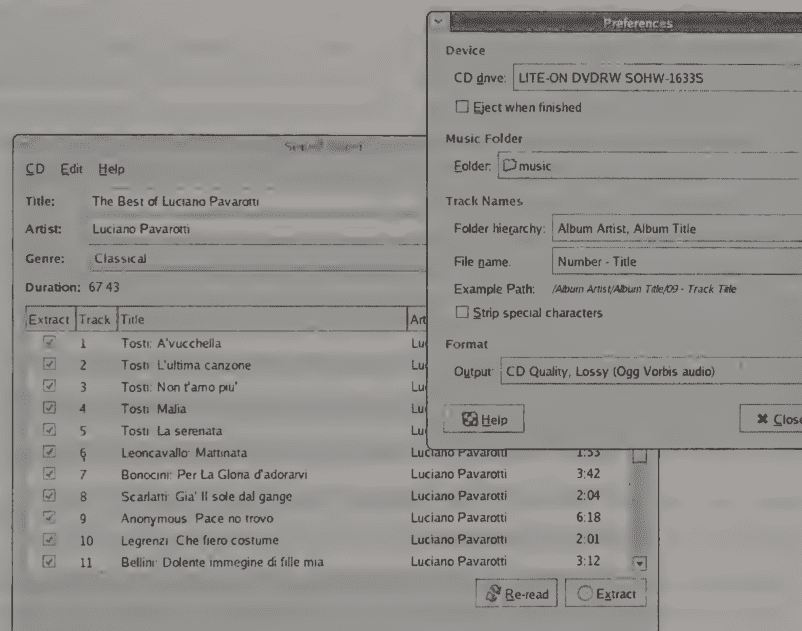 Preferences
Device
CD drive: LITE-ON DVDRW SOHW-1633S
Eject when finished
Music Folder
Folder: music
Track Names
Folder hierarchy: Album Artist, Album Title
File name: Number - Title
Example Path: /Album Artist/Album Title/09 - Track Title
Strip special characters
Format
Output: CD Quality, Lossy (Ogg Vorbis audio)
Help Close
CD Edit Help
Title: The Best of Luciano Pavarotti
Artist: Luciano Pavarotti
Genre: Classical
Duration: 67 43
Extract Track Title Art
1 Tosti: A'vucchella Lu
2 Tosti: L'ultima canzone Lu
3 Tosti: Non t'amo piu' Lu
4 Tosti: Malia Lu
5 Tosti: La serenata Lu
6 Leoncavallo: Mattinata Luciano Pavarotti 1:53
7 Bonocini: Per La Gloria d'adorarvi Luciano Pavarotti 3:42
8 Scarlatti: Gia' Il sole dal gange Luciano Pavarotti 2:04
9 Anonymous: Pace no trovo Luciano Pavarotti 6:18
10 Legrenzi: Che fiero costume Luciano Pavarotti 2:01
11 Bellini: Dolente immegine di fille mia Luciano Pavarotti 3:12
Re-read Extract